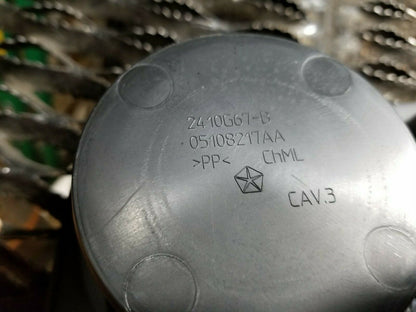 2410G67-B
05108217AA
>PP< ChML
CAV.3